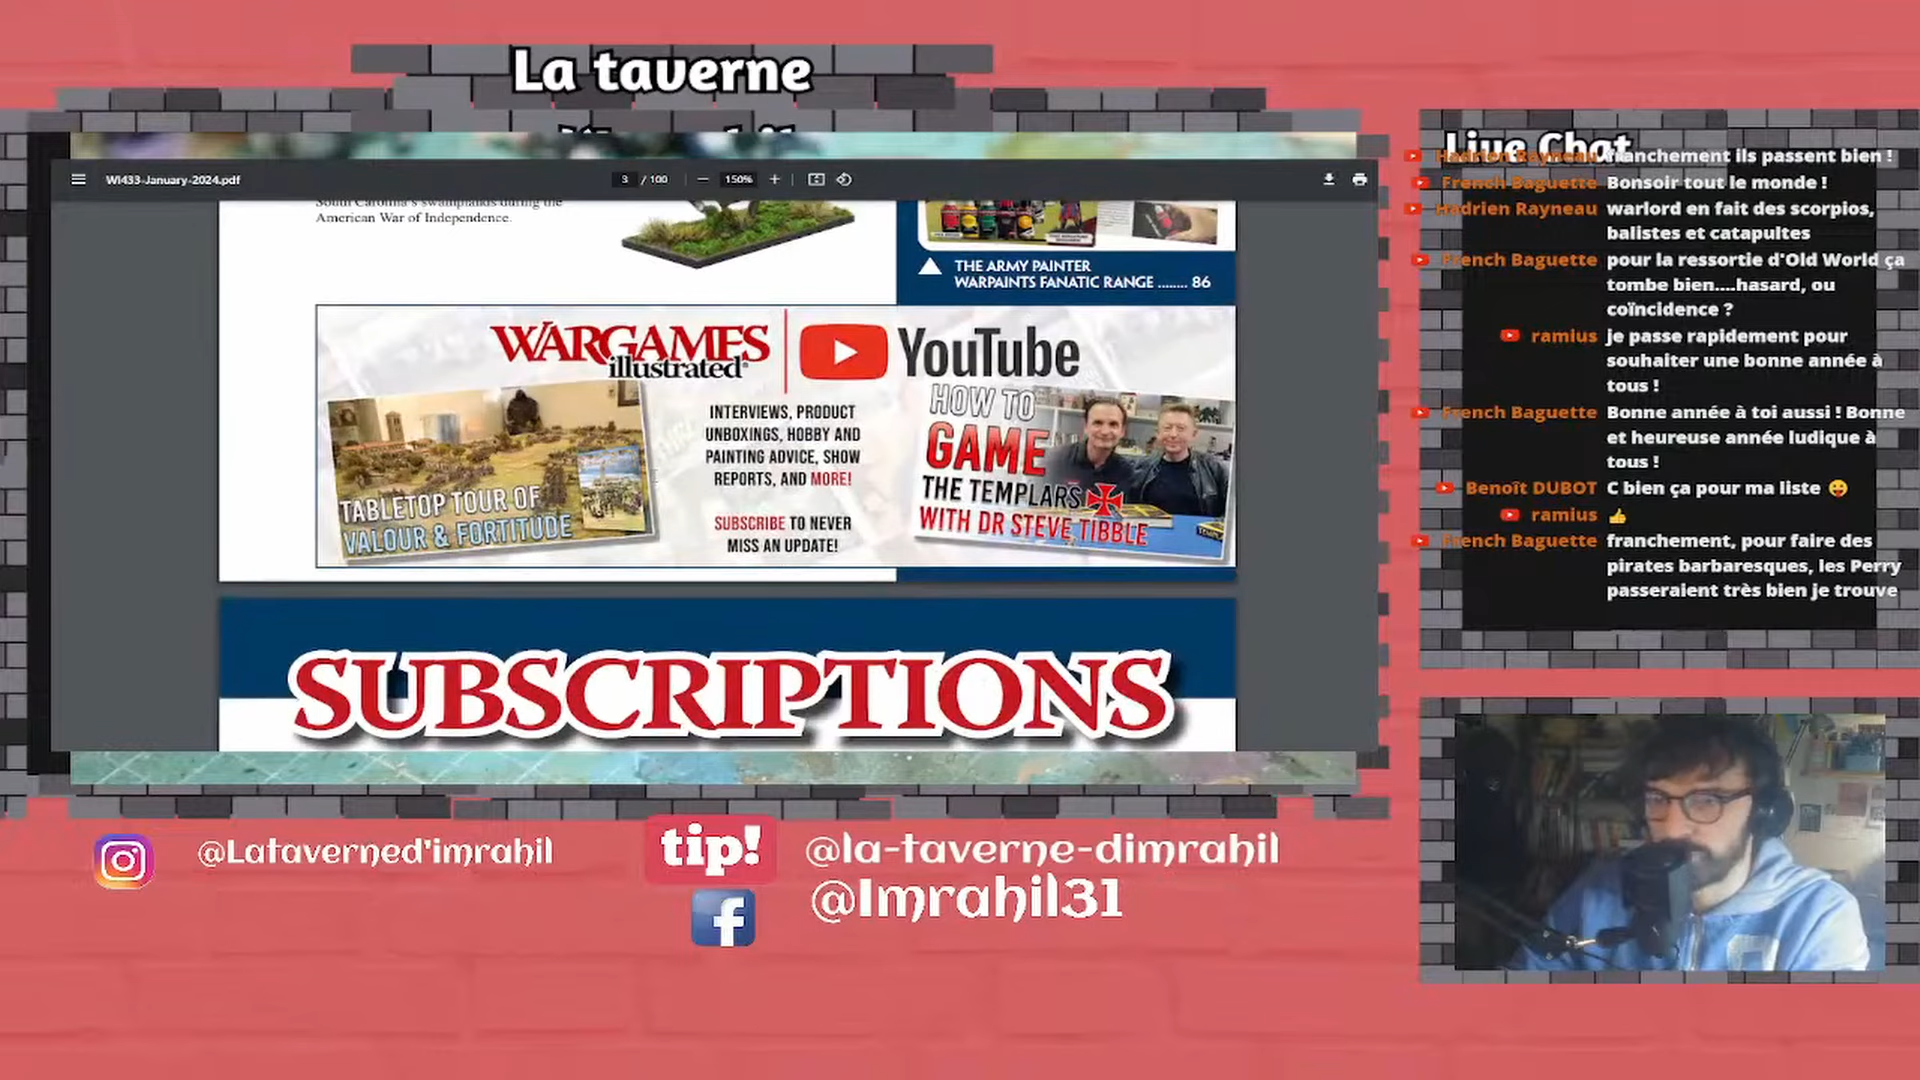 La taverne
WI433-January-2024.pdf
3 / 100
150%
South Carolina's swamplands during the
American War of Independence.
THE ARMY PAINTER
WARPAINTS FANATIC RANGE ........ 86
WARGAMES
illustrated
YouTube
TABLETOP TOUR OF
VALOUR & FORTITUDE
INTERVIEWS, PRODUCT
UNBOXINGS, HOBBY AND
PAINTING ADVICE, SHOW
REPORTS, AND MORE!
SUBSCRIBE TO NEVER
MISS AN UPDATE!
HOW TO
GAME
THE TEMPLARS
WITH DR STEVE TIBBLE
SUBSCRIPTIONS
@Lataverned'imrahil
tip!
@la-taverne-dimrahil
@Imrahil31
Live Chat
Hadrien Rayneau franchement ils passent bien !
French Baguette Bonsoir tout le monde !
Hadrien Rayneau warlord en fait des scorpios,
balistes et catapultes
French Baguette pour la ressortie d'Old World ça
tombe bien....hasard, ou
coïncidence ?
ramius je passe rapidement pour
souhaiter une bonne année à
tous !
French Baguette Bonne année à toi aussi ! Bonne
et heureuse année ludique à
tous !
Benoît DUBOT C bien ça pour ma liste 😛
ramius 👍
French Baguette franchement, pour faire des
pirates barbaresques, les Perry
passeraient très bien je trouve